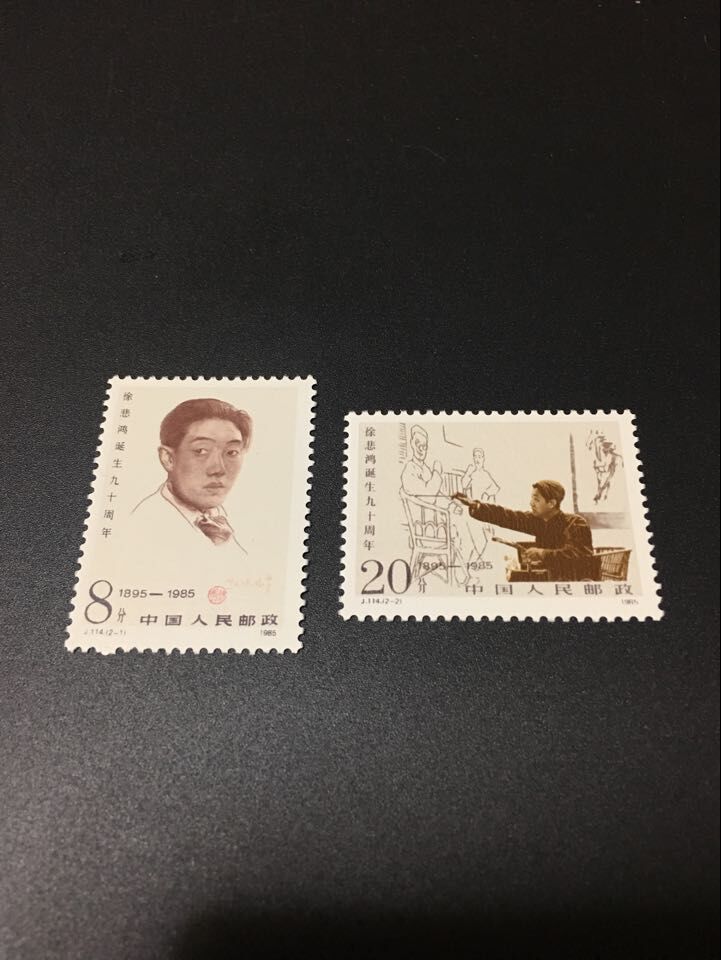 徐悲鸿诞生九十周年
1895—1985
8分
中国人民邮政
J.114.(2-1)
1985
徐悲鸿诞生九十周年
20分
1895—1985
中国人民邮政
J.114.(2-2)
1985